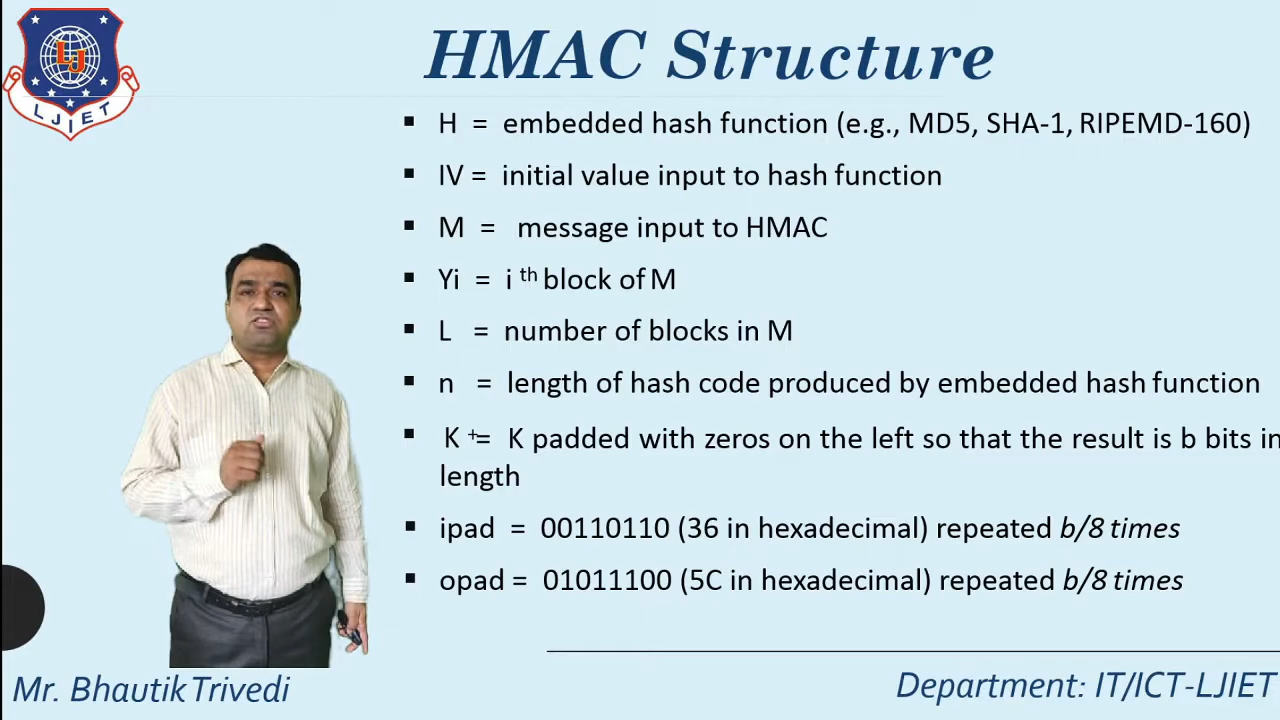 LJ
LJIET
HMAC Structure
▪ H = embedded hash function (e.g., MD5, SHA-1, RIPEMD-160)
▪ IV = initial value input to hash function
▪ M = message input to HMAC
▪ Yi = i th block of M
▪ L = number of blocks in M
▪ n = length of hash code produced by embedded hash function
▪ K += K padded with zeros on the left so that the result is b bits in
length
▪ ipad = 00110110 (36 in hexadecimal) repeated b/8 times
▪ opad = 01011100 (5C in hexadecimal) repeated b/8 times
Mr. Bhautik Trivedi
Department: IT/ICT-LJIET